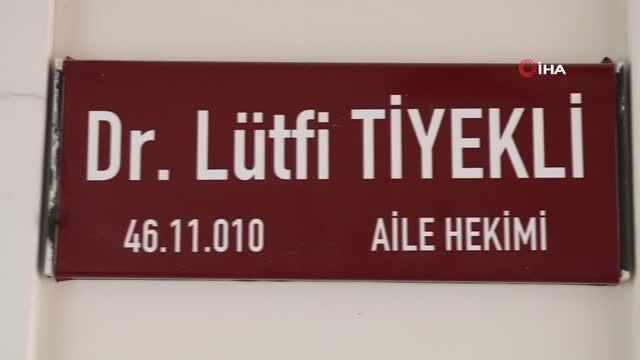 İHA
Dr. Lütfi TİYEKLİ
46.11.010 AİLE HEKİMİ